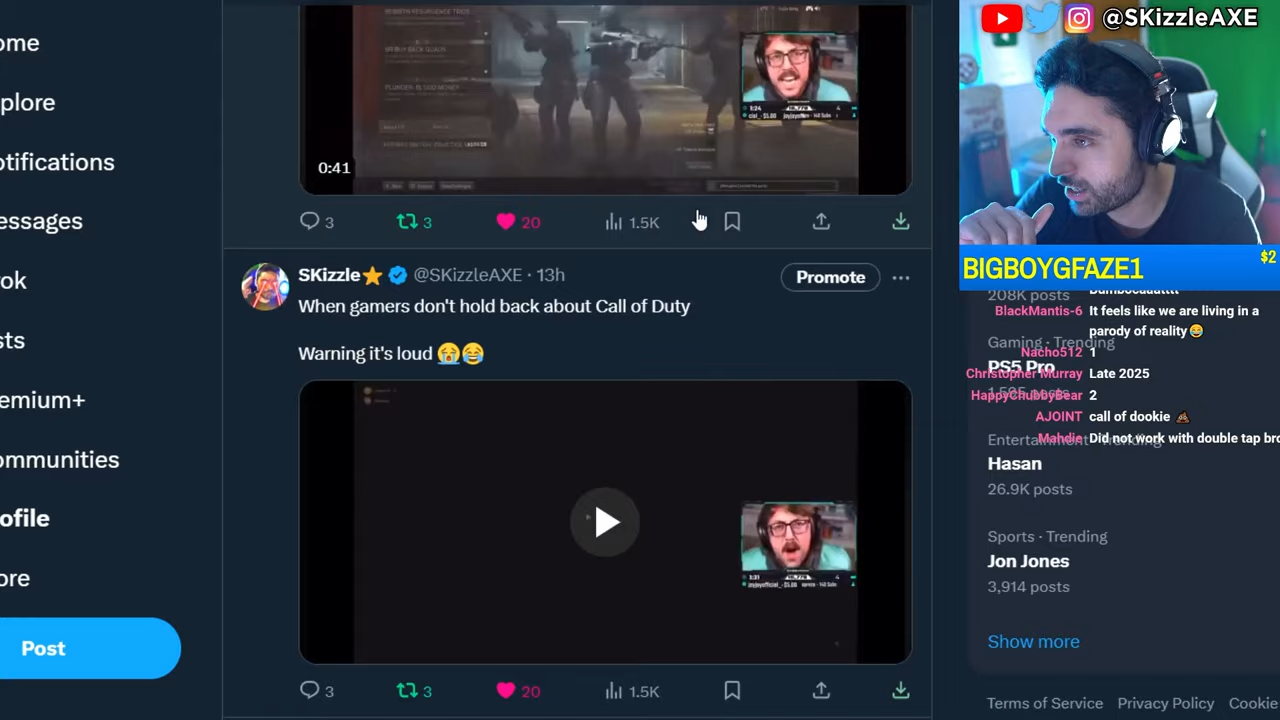 ome
plore
otifications
essages
ok
sts
emium+
ommunities
ofile
ore
Post
0:41
3
3
20
1.5K
SKizzle⭐ @SKizzleAXE · 13h
Promote
When gamers don't hold back about Call of Duty
Warning it's loud 😭😂
3
3
20
1.5K
@SKizzleAXE
BIGBOYGFAZE1
$2
208K posts
BlackMantis-6 It feels like we are living in a
parody of reality😂
Gaming · Trending
Nacho512 1
PS5 Pro
Christopher Murray Late 2025
HappyChubbyBear 2
AJOINT call of dookie 💩
Mahdie Did not work with double tap bro
Entertainment · Trending
Hasan
26.9K posts
Sports · Trending
Jon Jones
3,914 posts
Show more
Terms of Service
Privacy Policy
Cookie